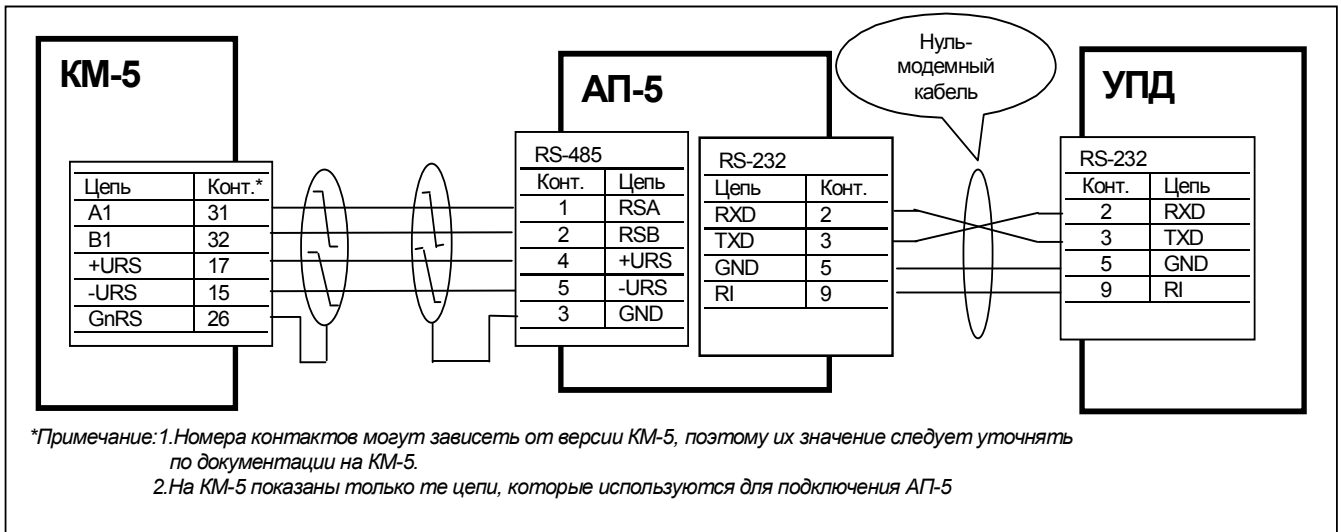 Нуль-
модемный
кабель
КМ-5
АП-5
УПД
Цепь Конт.*
A1 31
B1 32
+URS 17
-URS 15
GnRS 26
RS-485
Конт. Цепь
1 RSA
2 RSB
4 +URS
5 -URS
3 GND
RS-232
Цепь Конт.
RXD 2
TXD 3
GND 5
RI 9
RS-232
Конт. Цепь
2 RXD
3 TXD
5 GND
9 RI
*Примечание:1.Номера контактов могут зависеть от версии КМ-5, поэтому их значение следует уточнять
по документации на КМ-5.
2.На КМ-5 показаны только те цепи, которые используются для подключения АП-5